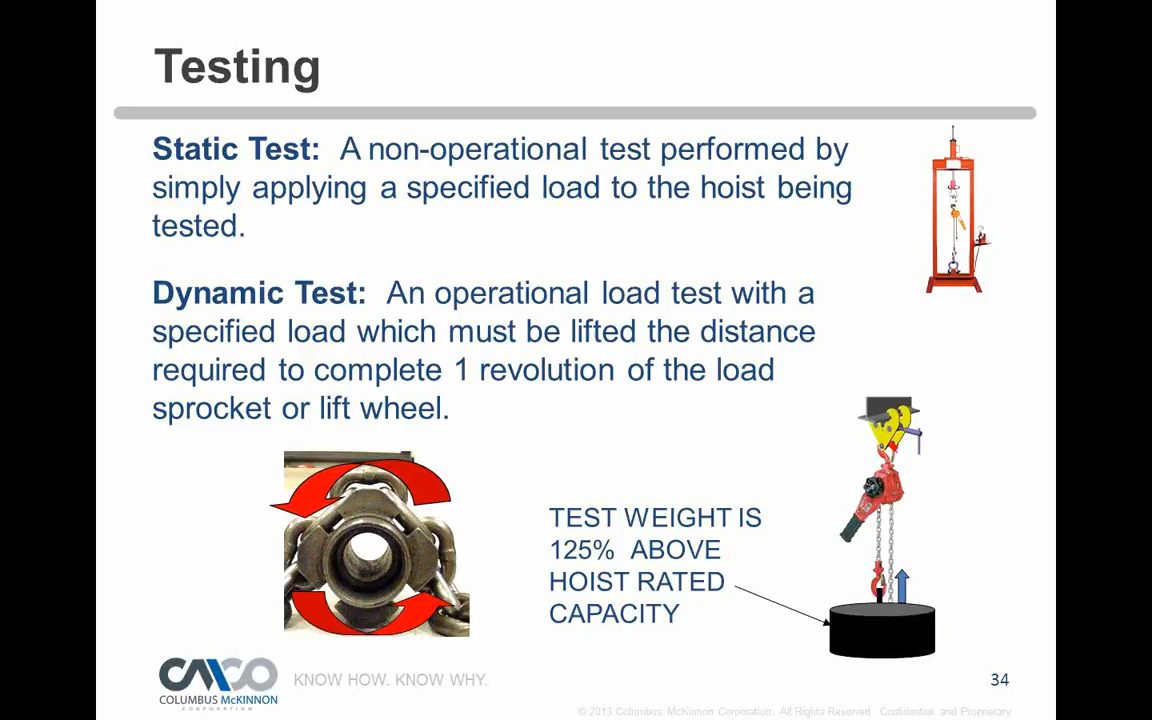 Testing
Static Test: A non-operational test performed by
simply applying a specified load to the hoist being
tested.
Dynamic Test: An operational load test with a
specified load which must be lifted the distance
required to complete 1 revolution of the load
sprocket or lift wheel.
TEST WEIGHT IS
125% ABOVE
HOIST RATED
CAPACITY
CMCO
COLUSMBUS McKINNON
CORPORATION
KNOW HOW. KNOW WHY.
34
© 2013 Columbus McKinnon Corporation. All Rights Reserved. Confidential and Proprietary